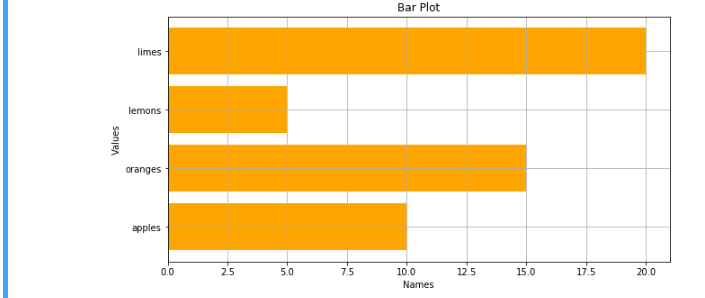 Bar Plot
limes
lemons
Values
oranges
apples
0.0 2.5 5.0 7.5 10.0 12.5 15.0 17.5 20.0
Names